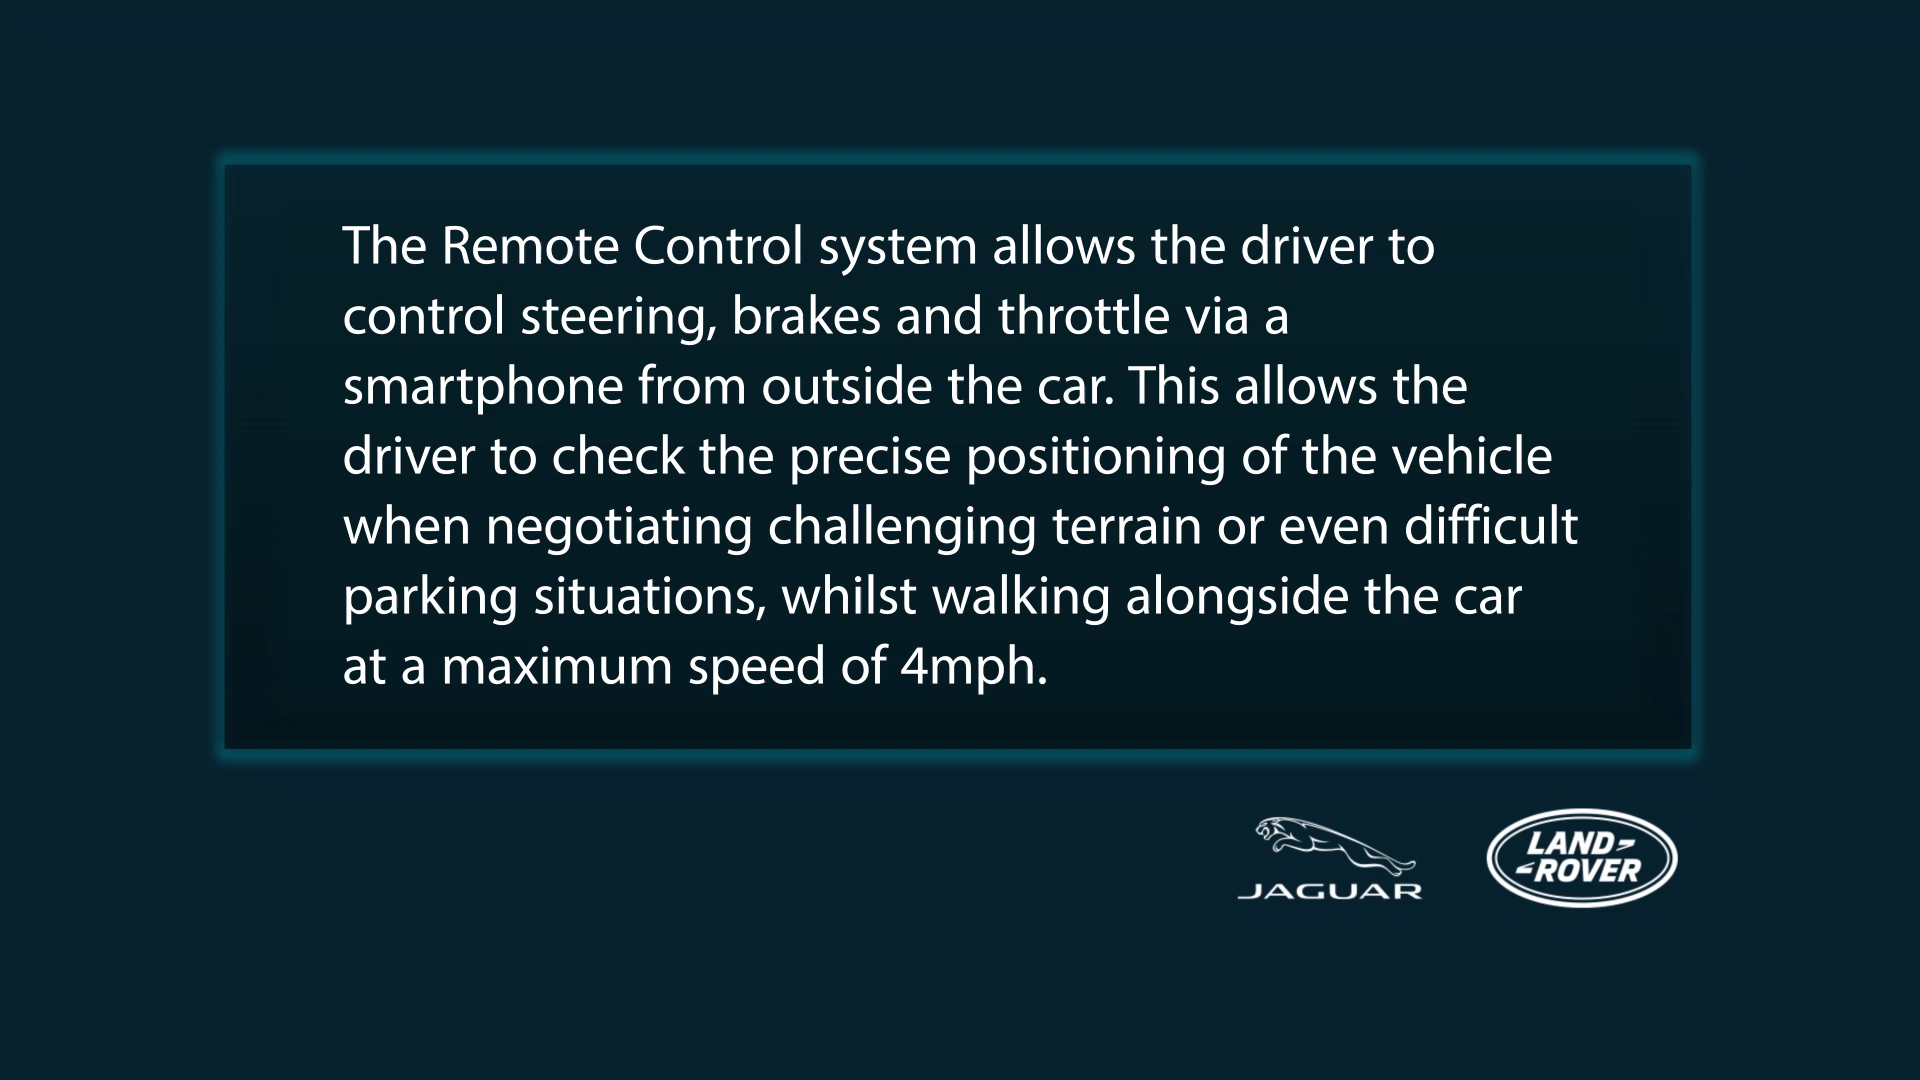 The Remote Control system allows the driver to
control steering, brakes and throttle via a
smartphone from outside the car. This allows the
driver to check the precise positioning of the vehicle
when negotiating challenging terrain or even difficult
parking situations, whilst walking alongside the car
at a maximum speed of 4mph.
JAGUAR
LAND
ROVER